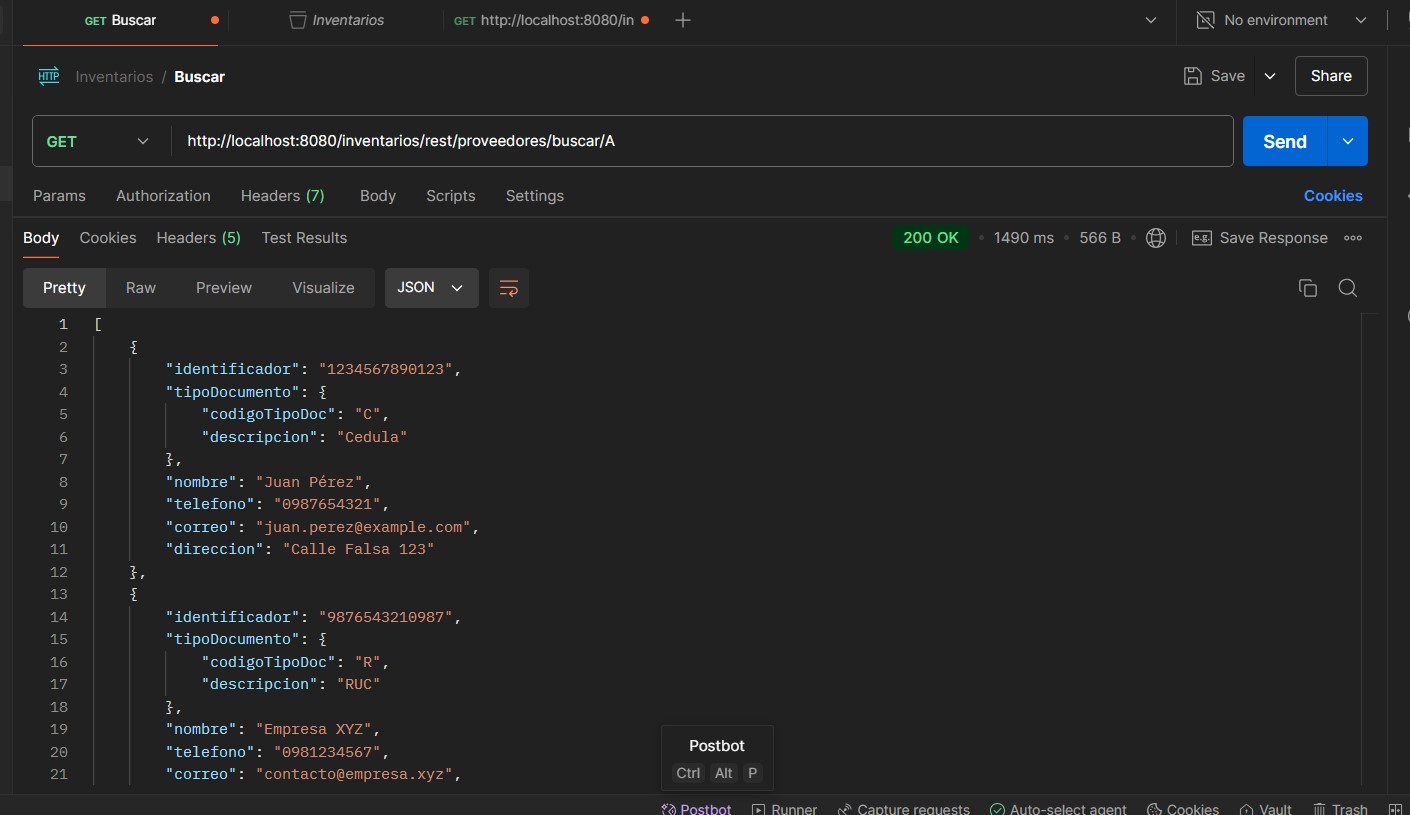 GET Buscar
Inventarios
GET http://localhost:8080/in
No environment
HTTP Inventarios / Buscar
Save
Share
GET
http://localhost:8080/inventarios/rest/proveedores/buscar/A
Send
Params Authorization Headers (7) Body Scripts Settings Cookies
Body Cookies Headers (5) Test Results 200 OK • 1490 ms • 566 B • e.g. Save Response
Pretty Raw Preview Visualize JSON
1 [
2 {
3 "identificador": "1234567890123",
4 "tipoDocumento": {
5 "codigoTipoDoc": "C",
6 "descripcion": "Cedula"
7 },
8 "nombre": "Juan Pérez",
9 "telefono": "0987654321",
10 "correo": "juan.perez@example.com",
11 "direccion": "Calle Falsa 123"
12 },
13 {
14 "identificador": "9876543210987",
15 "tipoDocumento": {
16 "codigoTipoDoc": "R",
17 "descripcion": "RUC"
18 },
19 "nombre": "Empresa XYZ",
20 "telefono": "0981234567",
21 "correo": "contacto@empresa.xyz",
Postbot
Ctrl Alt P
Postbot Runner Capture requests Auto-select agent Cookies Vault Trash